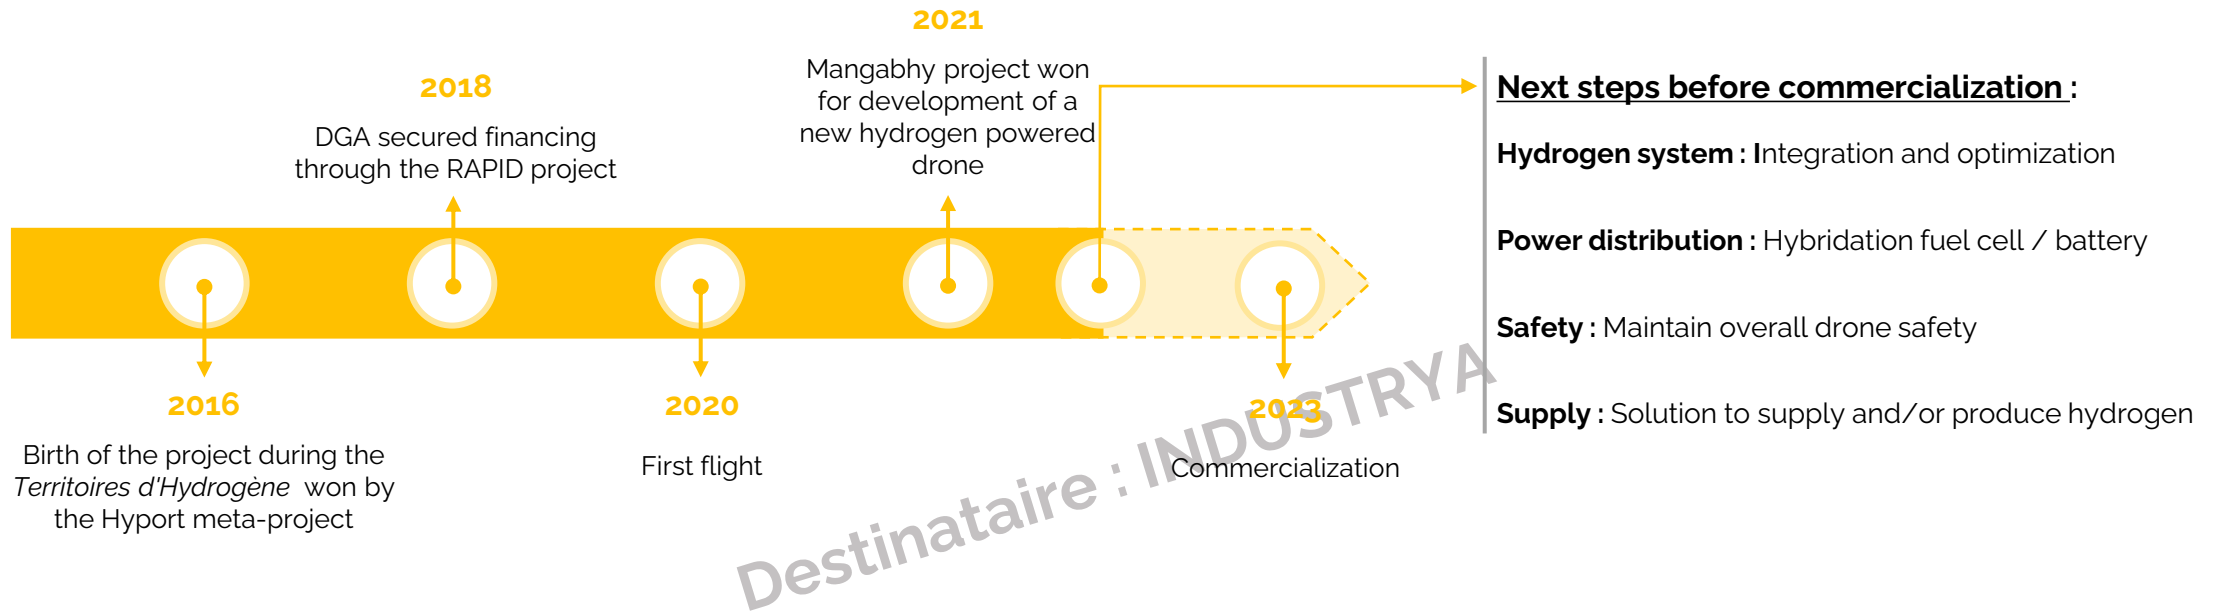 2016
Birth of the project during the
Territoires d'Hydrogène won by
the Hyport meta-project
2018
DGA secured financing
through the RAPID project
2020
First flight
2021
Mangabhy project won
for development of a
new hydrogen powered
drone
2023
Commercialization
Next steps before commercialization :
Hydrogen system : Integration and optimization
Power distribution : Hybridation fuel cell / battery
Safety : Maintain overall drone safety
Supply : Solution to supply and/or produce hydrogen
Destinataire : INDUSTRYA